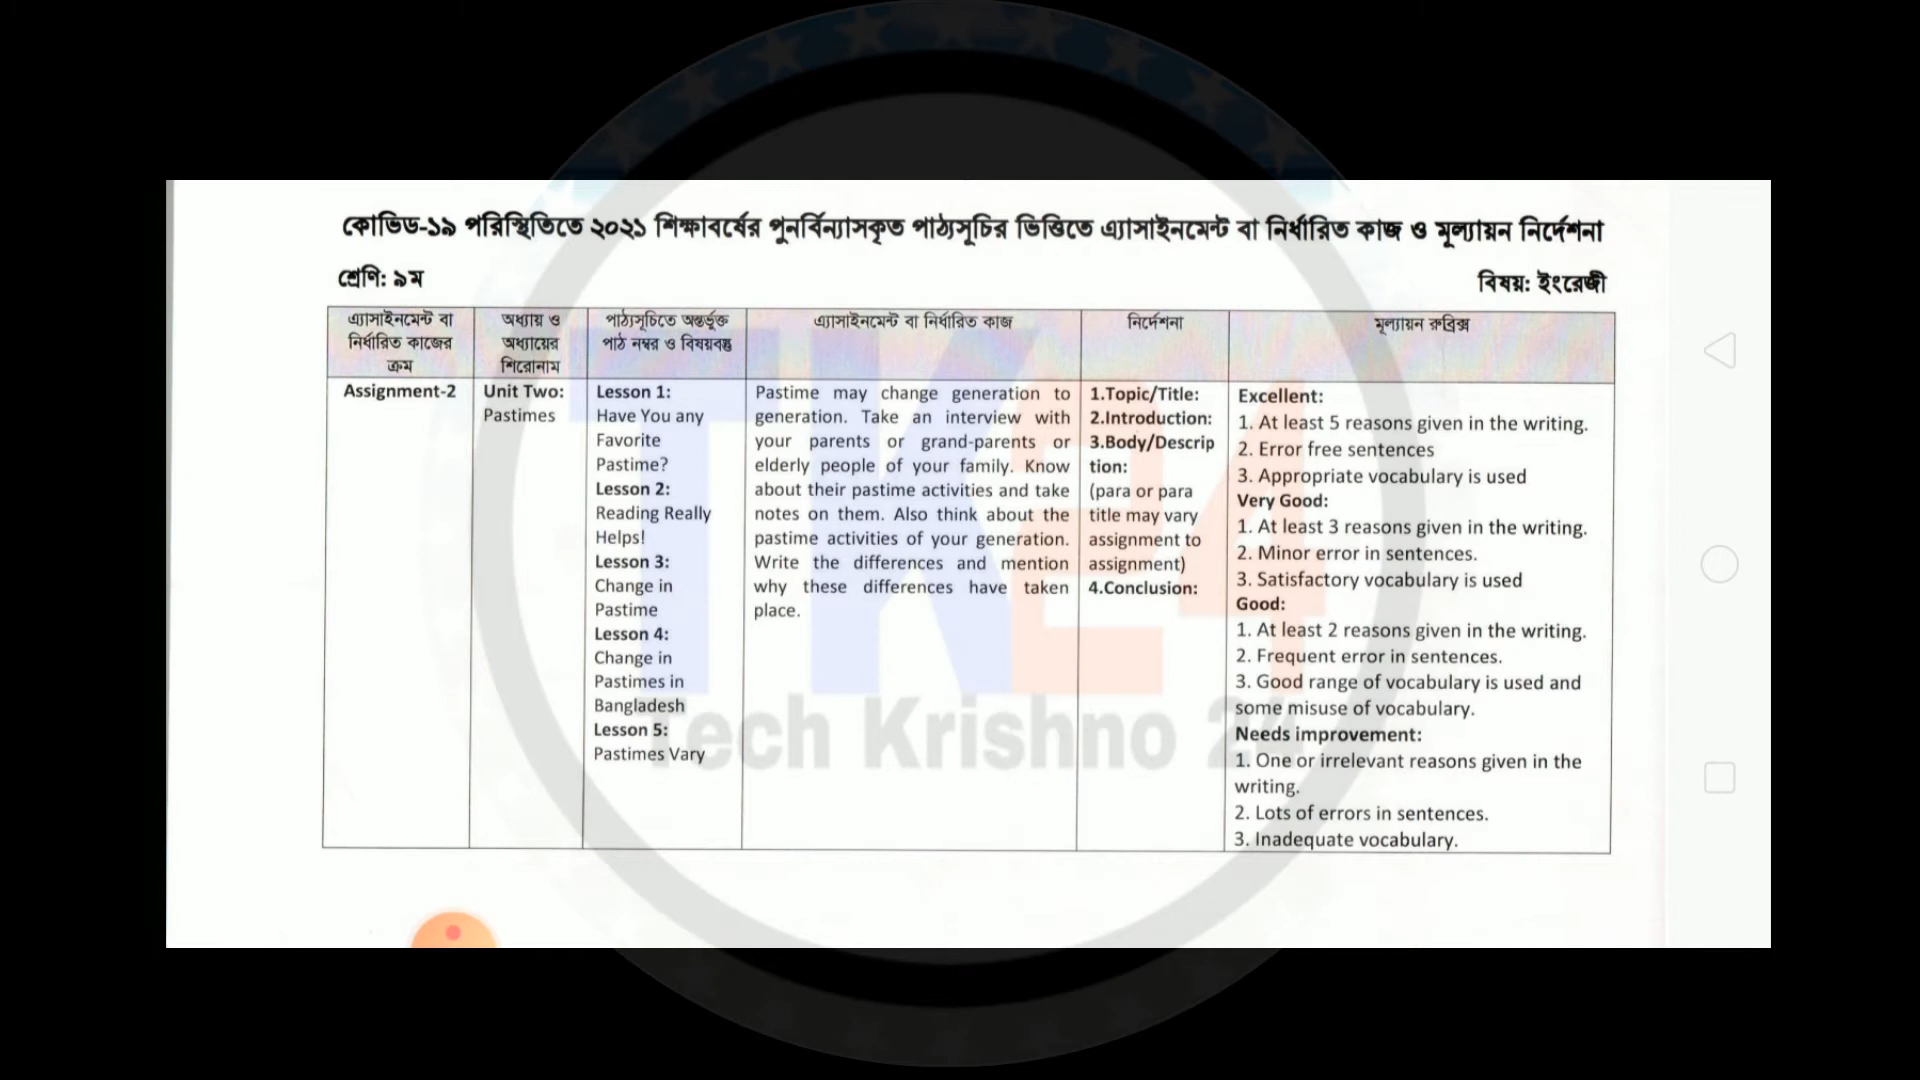 কোভিড-১৯ পরিস্থিতিতে ২০২১ শিক্ষাবর্ষের পুনর্বিন্যাসকৃত পাঠ্যসূচির ভিত্তিতে এ্যাসাইনমেন্ট বা নির্ধারিত কাজ ও মূল্যায়ন নির্দেশনা
শ্রেণি: ৯ম
বিষয়: ইংরেজী
এ্যাসাইনমেন্ট বা
নির্ধারিত কাজের
ক্রম
অধ্যায় ও
অধ্যায়ের
শিরোনাম
পাঠ্যসূচিতে অন্তর্ভূক্ত
পাঠ নম্বর ও বিষয়বস্তু
এ্যাসাইনমেন্ট বা নির্ধারিত কাজ
নির্দেশনা
মূল্যায়ন রুব্রিক্স
Assignment-2
Unit Two:
Pastimes
Lesson 1:
Have You any
Favorite
Pastime?
Lesson 2:
Reading Really
Helps!
Lesson 3:
Change in
Pastime
Lesson 4:
Change in
Pastimes in
Bangladesh
Lesson 5:
Pastimes Vary
Pastime may change generation to
generation. Take an interview with
your parents or grand-parents or
elderly people of your family. Know
about their pastime activities and take
notes on them. Also think about the
pastime activities of your generation.
Write the differences and mention
why these differences have taken
place.
1.Topic/Title:
2.Introduction:
3.Body/Descrip
tion:
(para or para
title may vary
assignment to
assignment)
4.Conclusion:
Excellent:
1. At least 5 reasons given in the writing.
2. Error free sentences
3. Appropriate vocabulary is used
Very Good:
1. At least 3 reasons given in the writing.
2. Minor error in sentences.
3. Satisfactory vocabulary is used
Good:
1. At least 2 reasons given in the writing.
2. Frequent error in sentences.
3. Good range of vocabulary is used and
some misuse of vocabulary.
Needs improvement:
1. One or irrelevant reasons given in the
writing.
2. Lots of errors in sentences.
3. Inadequate vocabulary.
TK24
Tech Krishno 24